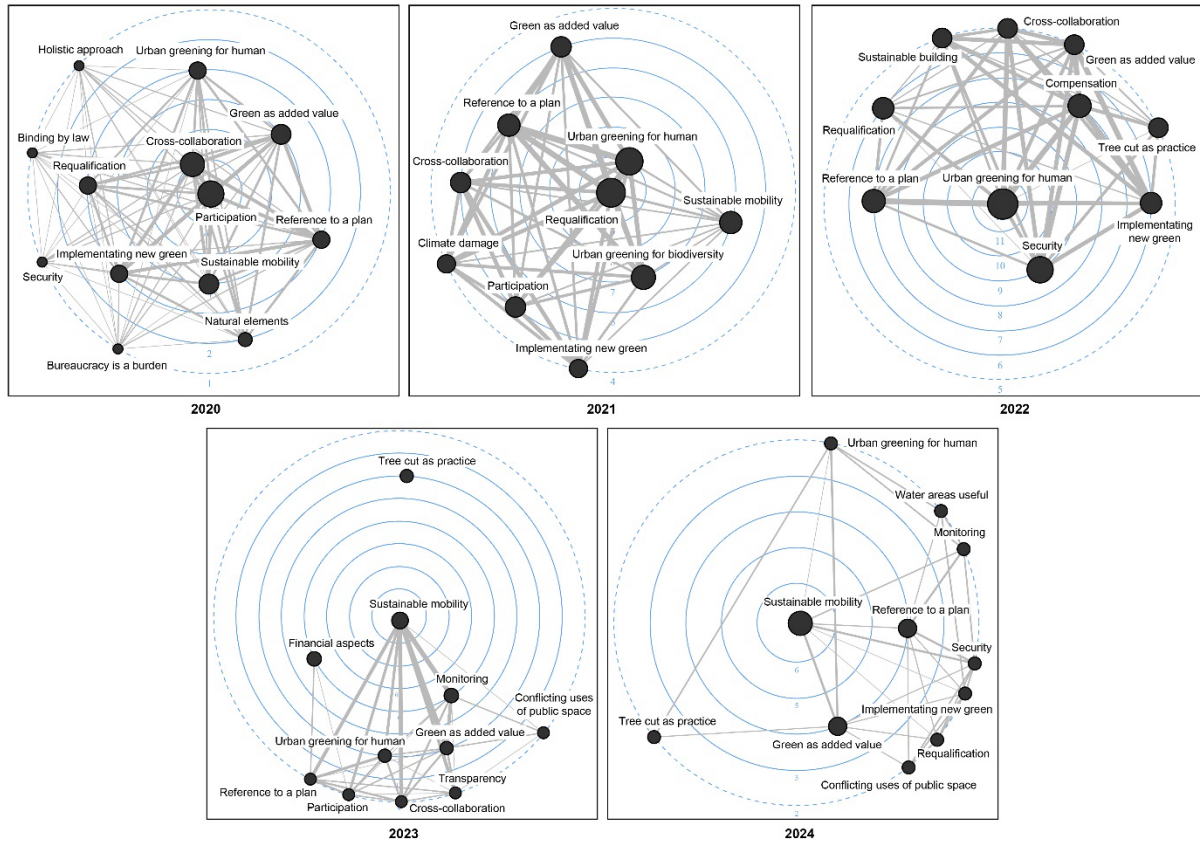 Holistic approach
Urban greening for human
Green as added value
Binding by law
Cross-collaboration
Requalification
Participation
Reference to a plan
Implementating new green
Sustainable mobility
Security
Natural elements
2
Bureaucracy is a burden
1
2020
Green as added value
Reference to a plan
Urban greening for human
Cross-collaboration
Sustainable mobility
Requalification
Climate damage
Urban greening for biodiversity
Participation
7
Implementating new green
4
2021
Cross-collaboration
Sustainable building
Green as added value
Compensation
Requalification
Tree cut as practice
Reference to a plan
Urban greening for human
Implementating
new green
11
Security
10
9
8
7
6
5
2022
Tree cut as practice
Sustainable mobility
Financial aspects
Monitoring
Conflicting uses
of public space
Urban greening for human
Green as added value
Transparency
Reference to a plan
Participation
Cross-collaboration
2023
Urban greening for human
Water areas useful
Monitoring
Sustainable mobility
Reference to a plan
Security
6
Implementating new green
5
Tree cut as practice
Green as added value
Requalification
3
Conflicting uses of public space
2
2024